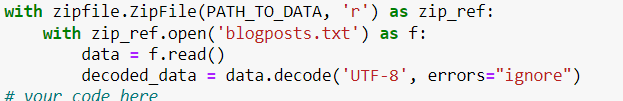 with zipfile.ZipFile(PATH_TO_DATA, 'r') as zip_ref:
    with zip_ref.open('blogposts.txt') as f:
        data = f.read()
        decoded_data = data.decode('UTF-8', errors="ignore")
# your code here